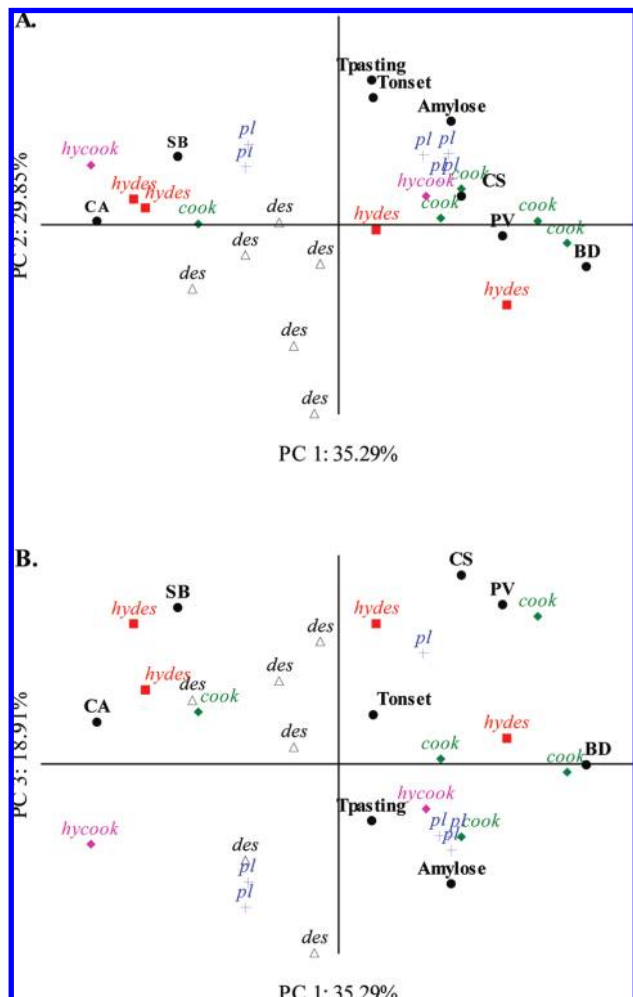 A.
Tpasting
Tonset
Amylose
pl
SB
pl
pl pl
hycook
pl pl
cook
hycook CS
hydes
hydes
CA
cook
des
hydes
cook
PV
cook
cook
des
des
BD
des
hydes
des
des
PC 2: 29.85%
PC 1: 35.29%
B.
CS
SB
PV
hydes
hydes
cook
des
pl
des
hydes
des cook
CA
Tonset
hydes
des
cook
cook BD
hycook
Tpasting
pl pl
pl cook
hycook
des
pl
pl
Amylose
des
PC 3: 18.91%
PC 1: 35.29%